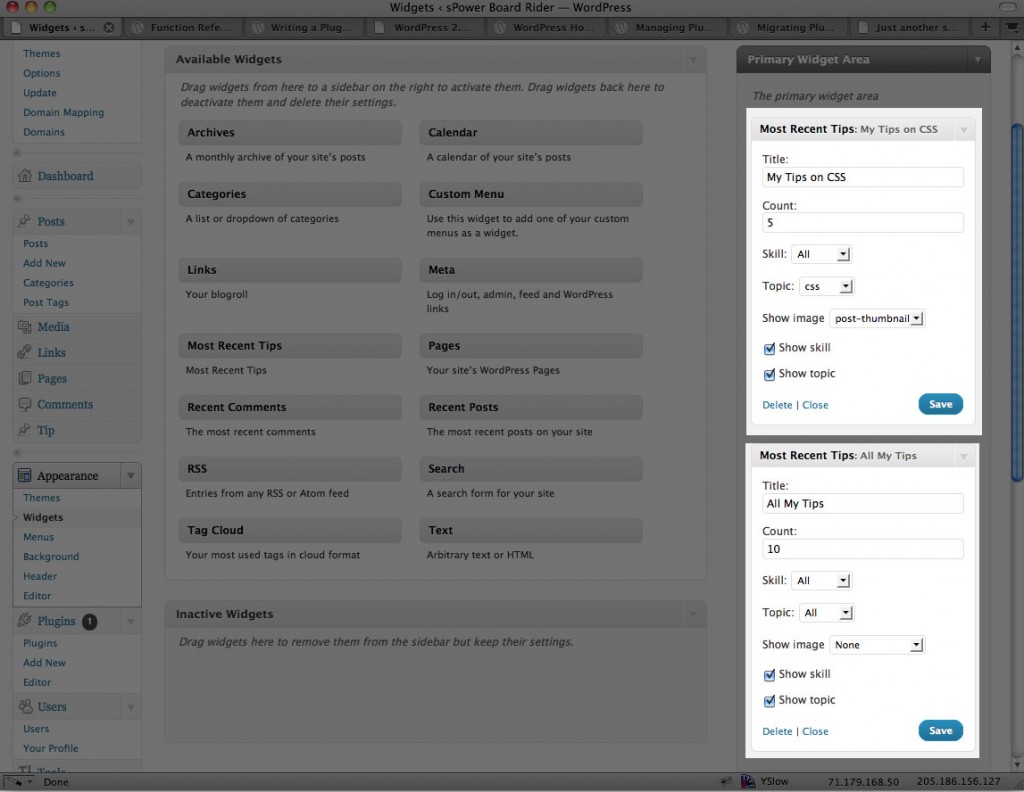 Widgets ‹ sPower Board Rider — WordPress
Widgets ‹ s...
Function Refe...
Writing a Plug...
WordPress 2...
WordPress Ho...
Managing Plu...
Migrating Plu...
Just another s...
Themes
Options
Update
Domain Mapping
Domains
Dashboard
Posts
Posts
Add New
Categories
Post Tags
Media
Links
Pages
Comments
Tip
Appearance
Themes
Widgets
Menus
Background
Header
Editor
Plugins 1
Plugins
Add New
Editor
Users
Users
Your Profile
Tools
Available Widgets
Drag widgets from here to a sidebar on the right to activate them. Drag widgets back here to
deactivate them and delete their settings.
Archives
A monthly archive of your site's posts
Calendar
A calendar of your site's posts
Categories
A list or dropdown of categories
Custom Menu
Use this widget to add one of your custom
menus as a widget.
Links
Your blogroll
Meta
Log in/out, admin, feed and WordPress
links
Most Recent Tips
Most Recent Tips
Pages
Your site's WordPress Pages
Recent Comments
The most recent comments
Recent Posts
The most recent posts on your site
RSS
Entries from any RSS or Atom feed
Search
A search form for your site
Tag Cloud
Your most used tags in cloud format
Text
Arbitrary text or HTML
Inactive Widgets
Drag widgets here to remove them from the sidebar but keep their settings.
Primary Widget Area
The primary widget area
Most Recent Tips: My Tips on CSS
Title:
My Tips on CSS
Count:
5
Skill: All
Topic: css
Show image post-thumbnail
Show skill
Show topic
Delete | Close
Save
Most Recent Tips: All My Tips
Title:
All My Tips
Count:
10
Skill: All
Topic: All
Show image None
Show skill
Show topic
Delete | Close
Save
Done
YSlow
71.179.168.50
205.186.156.127